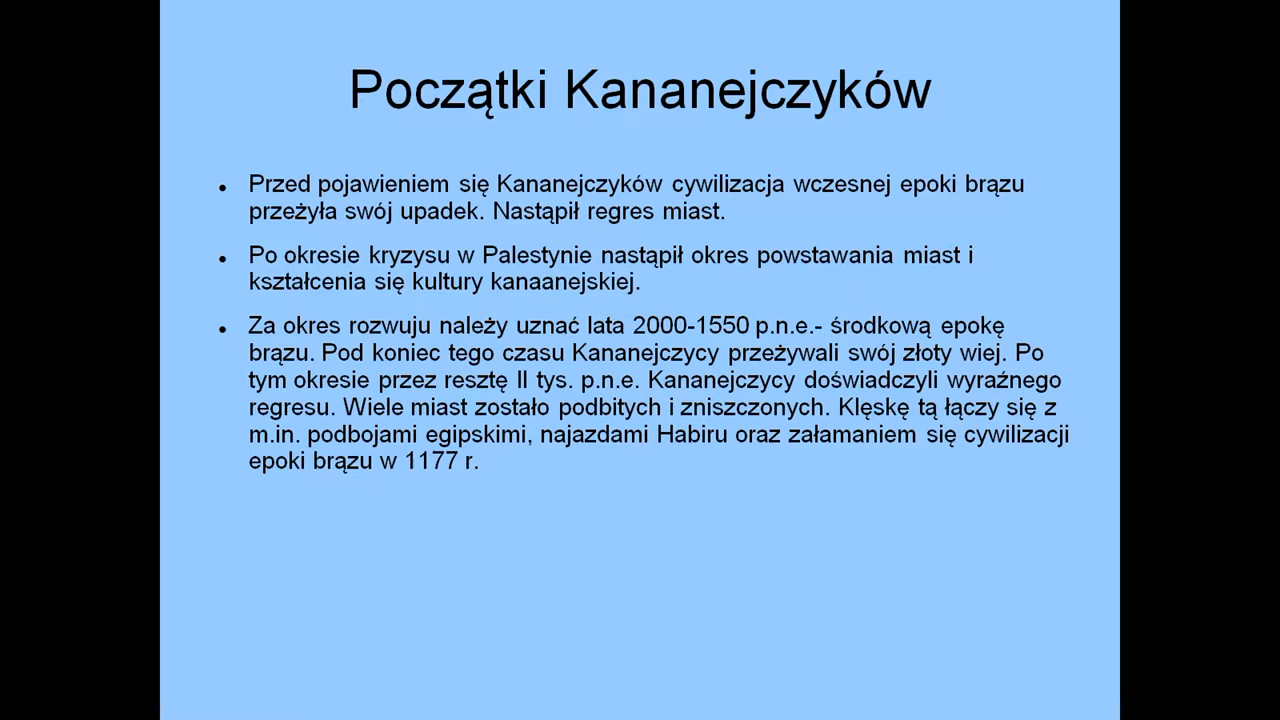 Początki Kananejczyków
• Przed pojawieniem się Kananejczyków cywilizacja wczesnej epoki brązu
przeżyła swój upadek. Nastąpił regres miast.
• Po okresie kryzysu w Palestynie nastąpił okres powstawania miast i
kształcenia się kultury kanaanejskiej.
• Za okres rozwuju należy uznać lata 2000-1550 p.n.e.- środkową epokę
brązu. Pod koniec tego czasu Kananejczycy przeżywali swój złoty wiej. Po
tym okresie przez resztę II tys. p.n.e. Kananejczycy doświadczyli wyraźnego
regresu. Wiele miast zostało podbitych i zniszczonych. Klęskę tą łączy się z
m.in. podbojami egipskimi, najazdami Habiru oraz załamaniem się cywilizacji
epoki brązu w 1177 r.